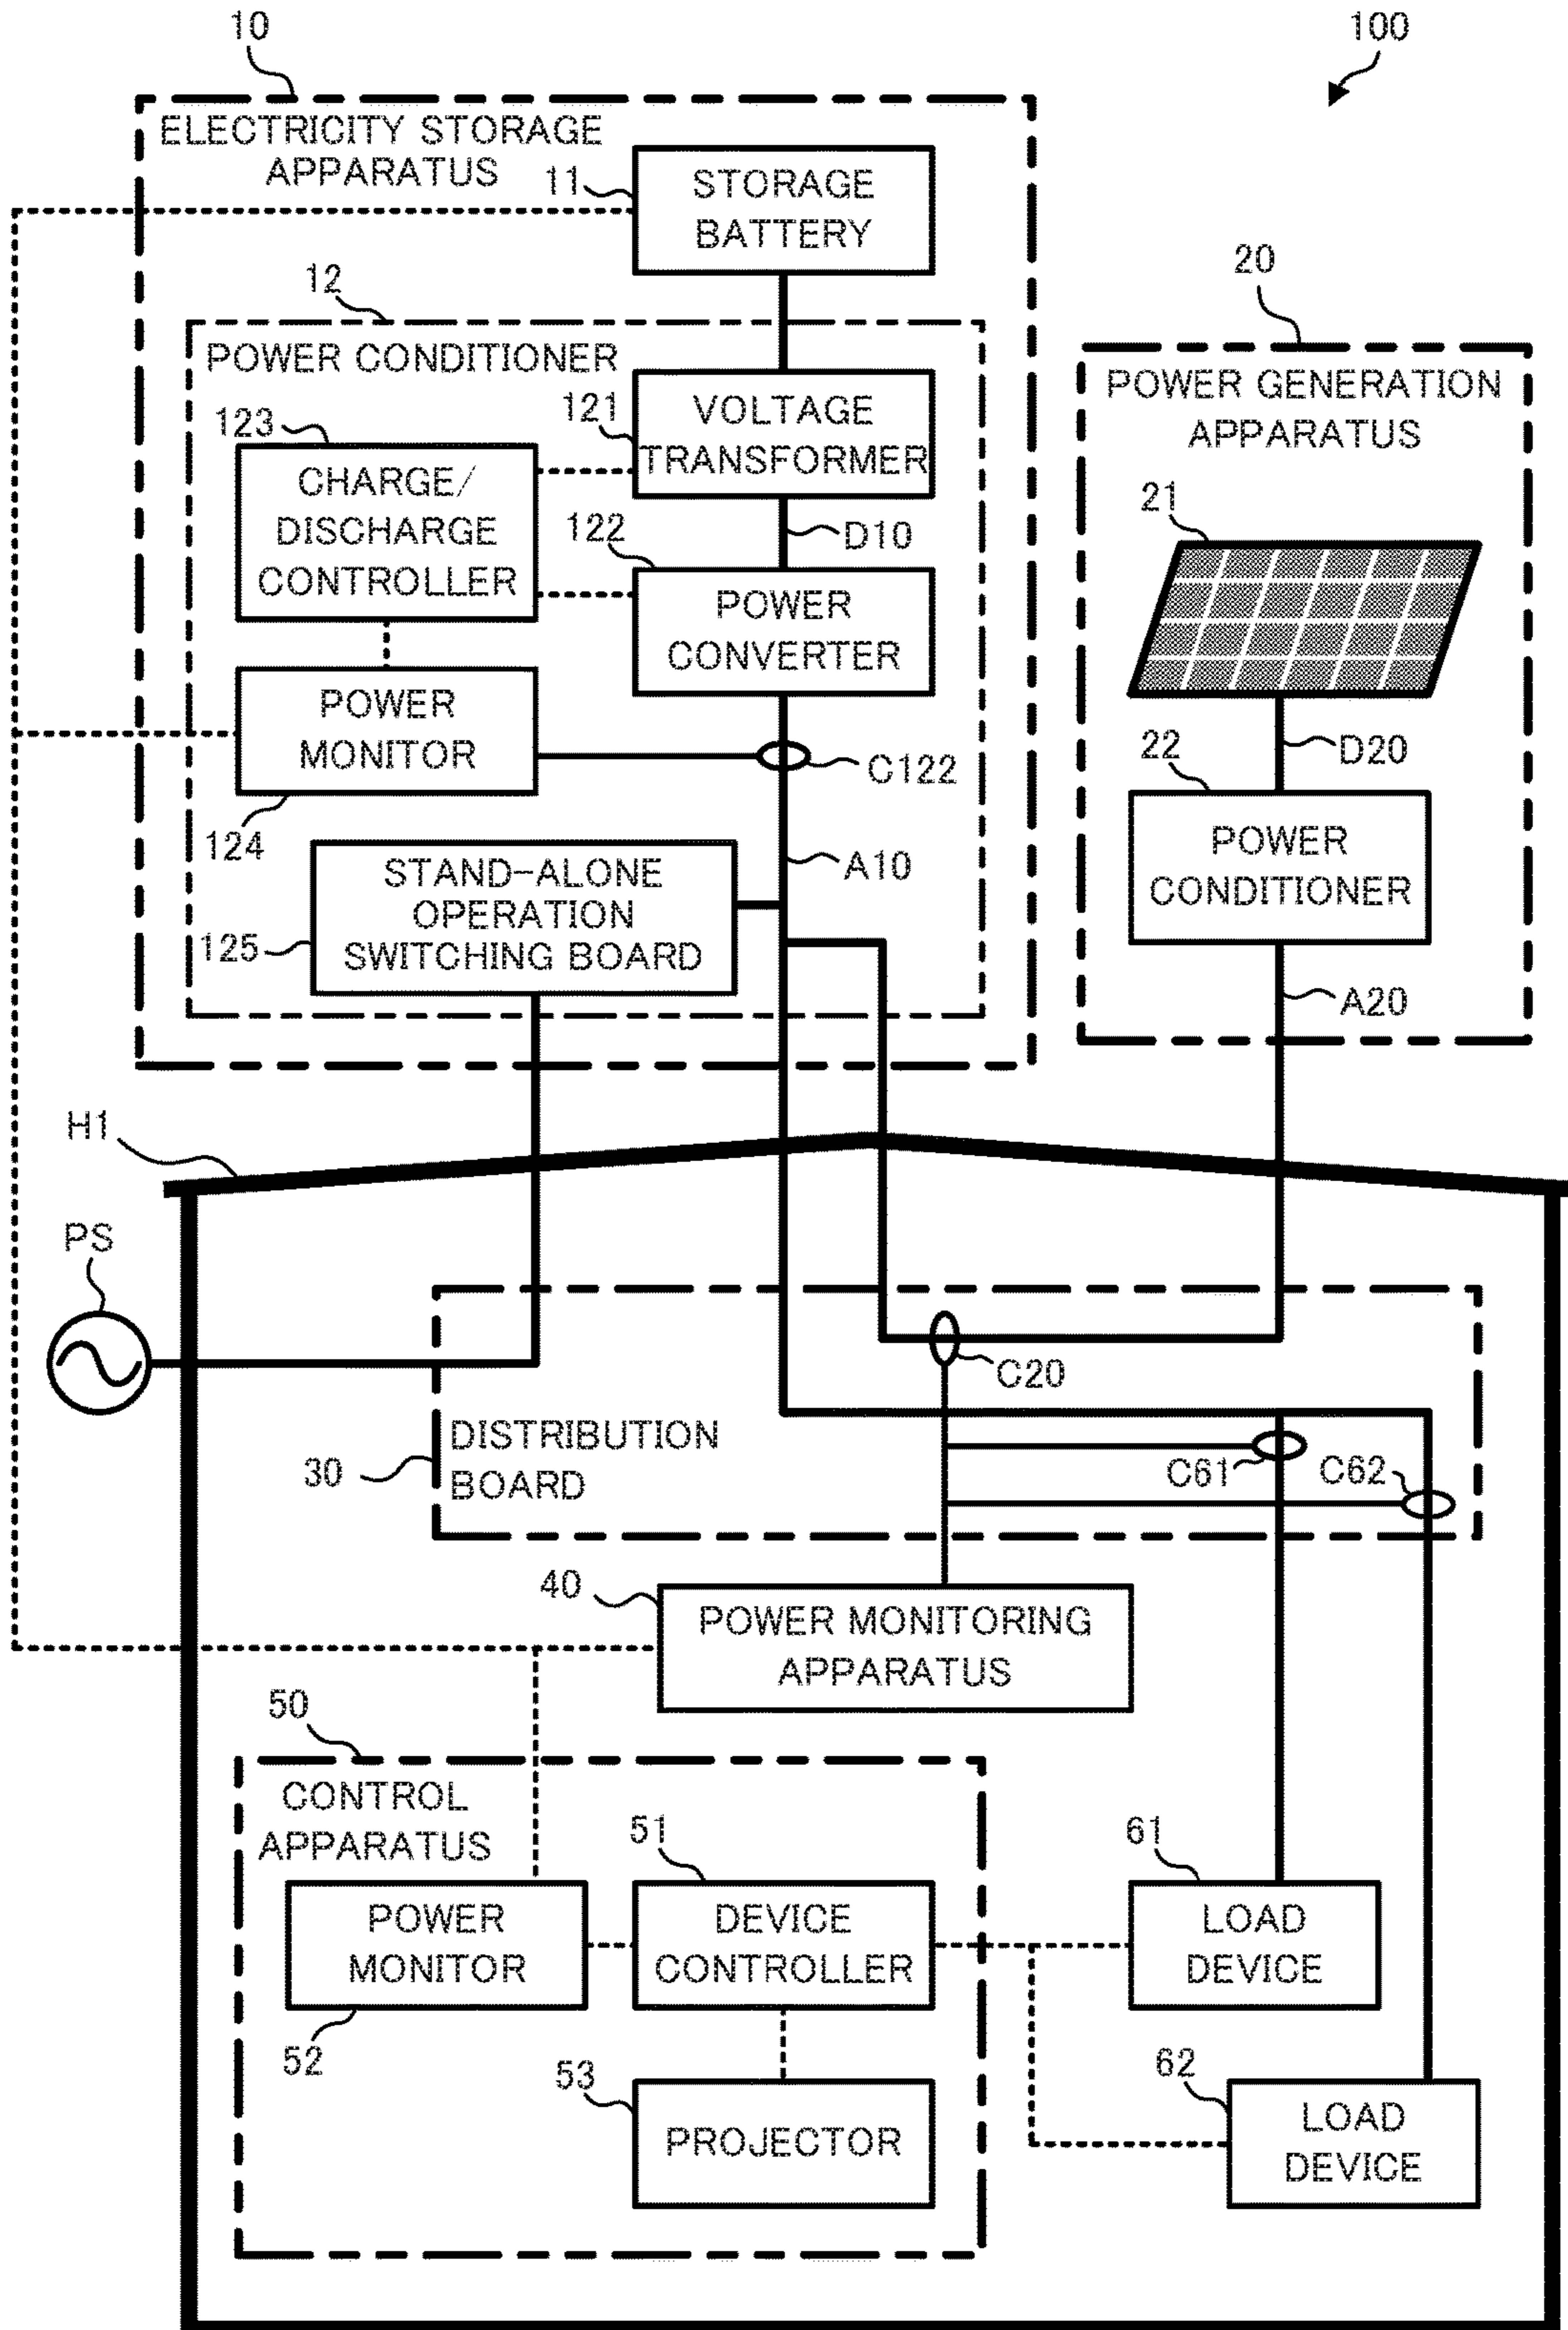 10
100
ELECTRICITY STORAGE
APPARATUS
11
STORAGE
BATTERY
12
20
POWER CONDITIONER
POWER GENERATION
APPARATUS
121
VOLTAGE
TRANSFORMER
123
CHARGE/
DISCHARGE
CONTROLLER
21
122
D10
POWER
CONVERTER
POWER
MONITOR
C122
22
D20
124
POWER
CONDITIONER
STAND-ALONE
OPERATION
SWITCHING BOARD
A10
125
A20
H1
PS
C20
DISTRIBUTION
BOARD
30
C61
C62
40
POWER MONITORING
APPARATUS
50
CONTROL
APPARATUS
51
61
POWER
MONITOR
DEVICE
CONTROLLER
LOAD
DEVICE
52
53
62
PROJECTOR
LOAD
DEVICE